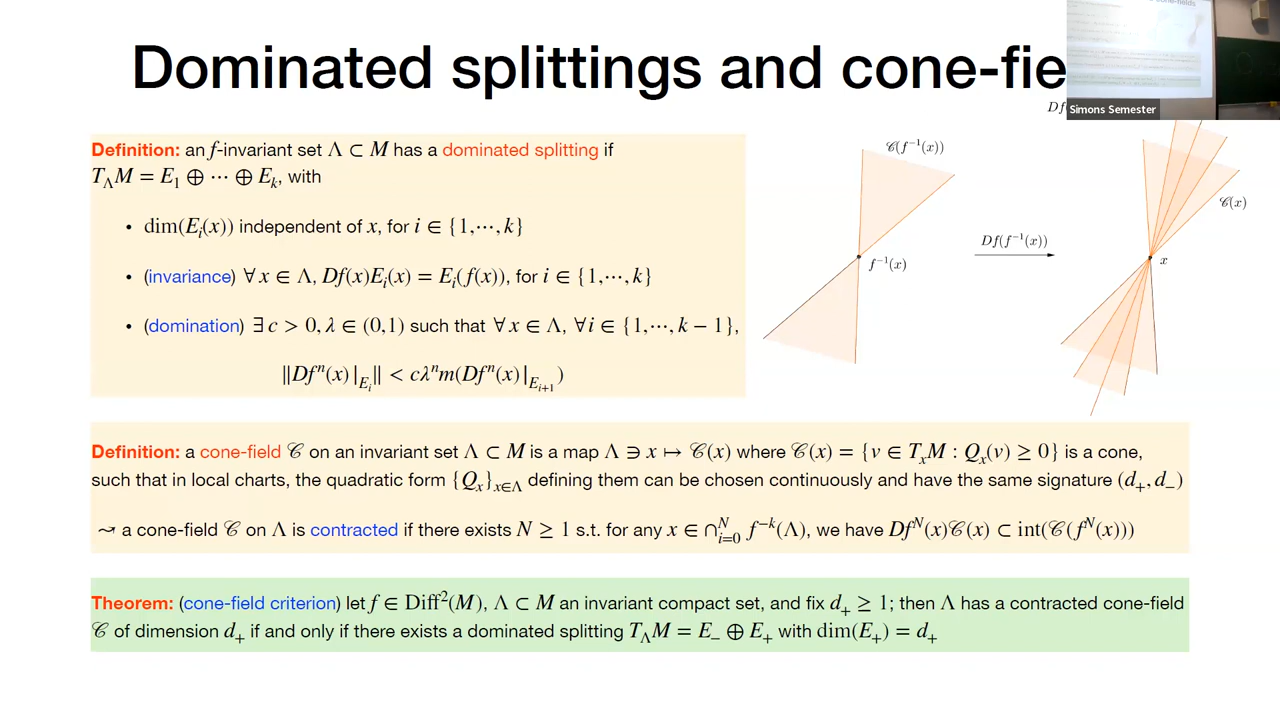 Dominated splittings and cone-fie
Simons Semester
Definition: an f-invariant set Λ ⊂ M has a dominated splitting if
T_ΛM = E_1 ⊕ ⋯ ⊕ E_k, with
• dim(E_i(x)) independent of x, for i ∈ {1,⋯,k}
• (invariance) ∀ x ∈ Λ, Df(x)E_i(x) = E_i(f(x)), for i ∈ {1,⋯,k}
• (domination) ∃ c > 0, λ ∈ (0,1) such that ∀ x ∈ Λ, ∀ i ∈ {1,⋯,k − 1},
‖Df^n(x)|_{E_i}‖ < cλ^n m(Df^n(x)|_{E_{i+1}})
𝒞(f^{−1}(x))
f^{−1}(x)
Df(f^{−1}(x))
𝒞(x)
x
Definition: a cone-field 𝒞 on an invariant set Λ ⊂ M is a map Λ ∋ x ↦ 𝒞(x) where 𝒞(x) = {v ∈ T_xM : Q_x(v) ≥ 0} is a cone,
such that in local charts, the quadratic form {Q_x}_{x∈Λ} defining them can be chosen continuously and have the same signature (d_+, d_−)
⤳ a cone-field 𝒞 on Λ is contracted if there exists N ≥ 1 s.t. for any x ∈ ∩_{i=0}^N f^{−k}(Λ), we have Df^N(x)𝒞(x) ⊂ int(𝒞(f^N(x)))
Theorem: (cone-field criterion) let f ∈ Diff^2(M), Λ ⊂ M an invariant compact set, and fix d_+ ≥ 1; then Λ has a contracted cone-field
𝒞 of dimension d_+ if and only if there exists a dominated splitting T_ΛM = E_− ⊕ E_+ with dim(E_+) = d_+